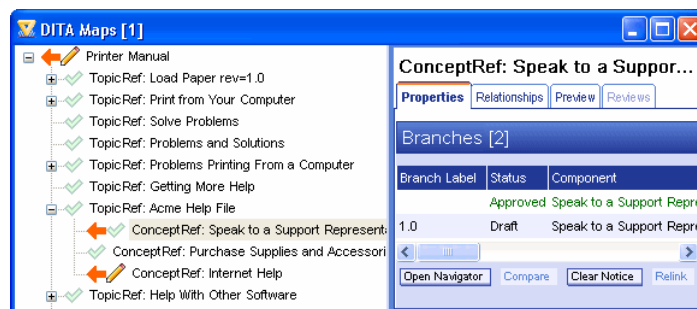 DITA Maps [1]
Printer Manual
TopicRef: Load Paper rev=1.0
TopicRef: Print from Your Computer
TopicRef: Solve Problems
TopicRef: Problems and Solutions
TopicRef: Problems Printing From a Computer
TopicRef: Getting More Help
TopicRef: Acme Help File
ConceptRef: Speak to a Support Represent
ConceptRef: Purchase Supplies and Accessori
ConceptRef: Internet Help
TopicRef: Help With Other Software
ConceptRef: Speak to a Suppor...
Properties Relationships Preview Reviews
Branches [2]
Branch Label Status Component
Approved Speak to a Support Repre
1.0 Draft Speak to a Support Repre
Open Navigator Compare Clear Notice Relink